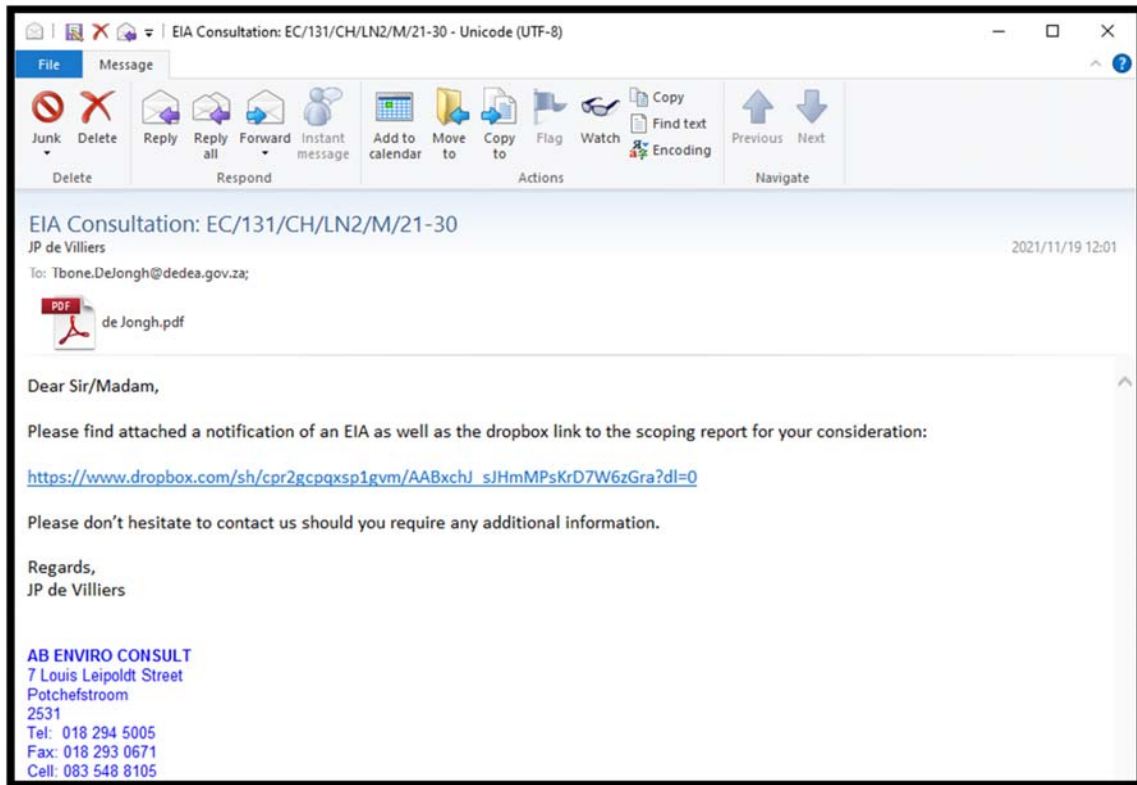 EIA Consultation: EC/131/CH/LN2/M/21-30 - Unicode (UTF-8)
File Message
Junk Delete Reply Reply all Forward Instant message Add to calendar Move to Copy to Flag Watch Copy Find text Encoding Previous Next
Delete Respond Actions Navigate
EIA Consultation: EC/131/CH/LN2/M/21-30
JP de Villiers
2021/11/19 12:01
To: Tbone.DeJongh@dedea.gov.za;
PDF
de Jongh.pdf
Dear Sir/Madam,
Please find attached a notification of an EIA as well as the dropbox link to the scoping report for your consideration:
https://www.dropbox.com/sh/cpr2gcpqxsp1gvm/AABxchJ_sJHmMPsKrD7W6zGra?dl=0
Please don't hesitate to contact us should you require any additional information.
Regards,
JP de Villiers
AB ENVIRO CONSULT
7 Louis Leipoldt Street
Potchefstroom
2531
Tel: 018 294 5005
Fax: 018 293 0671
Cell: 083 548 8105